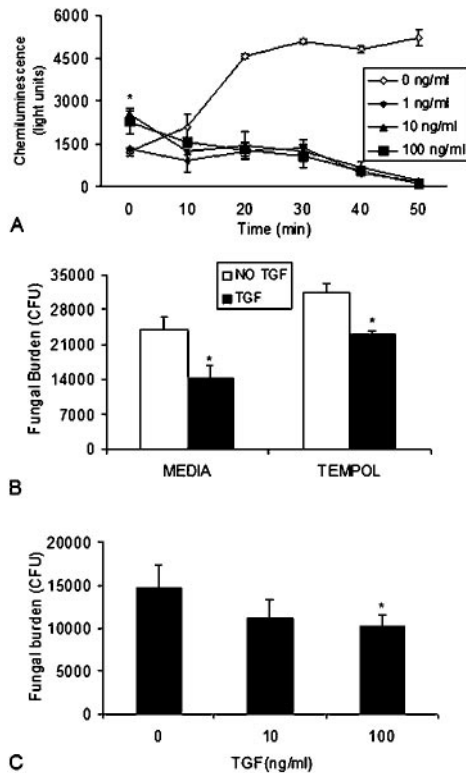 6000
4500
3000
1500
0
Chemiluminescence
(light units)
*
0 ng/ml
1 ng/ml
10 ng/ml
100 ng/ml
0 10 20 30 40 50
Time (min)
A
35000
28000
21000
14000
7000
0
Fungal Burden (CFU)
NO TGF
TGF
*
*
MEDIA TEMPOL
B
20000
15000
10000
5000
0
Fungal burden (CFU)
*
0 10 100
TGF(ng/ml)
C